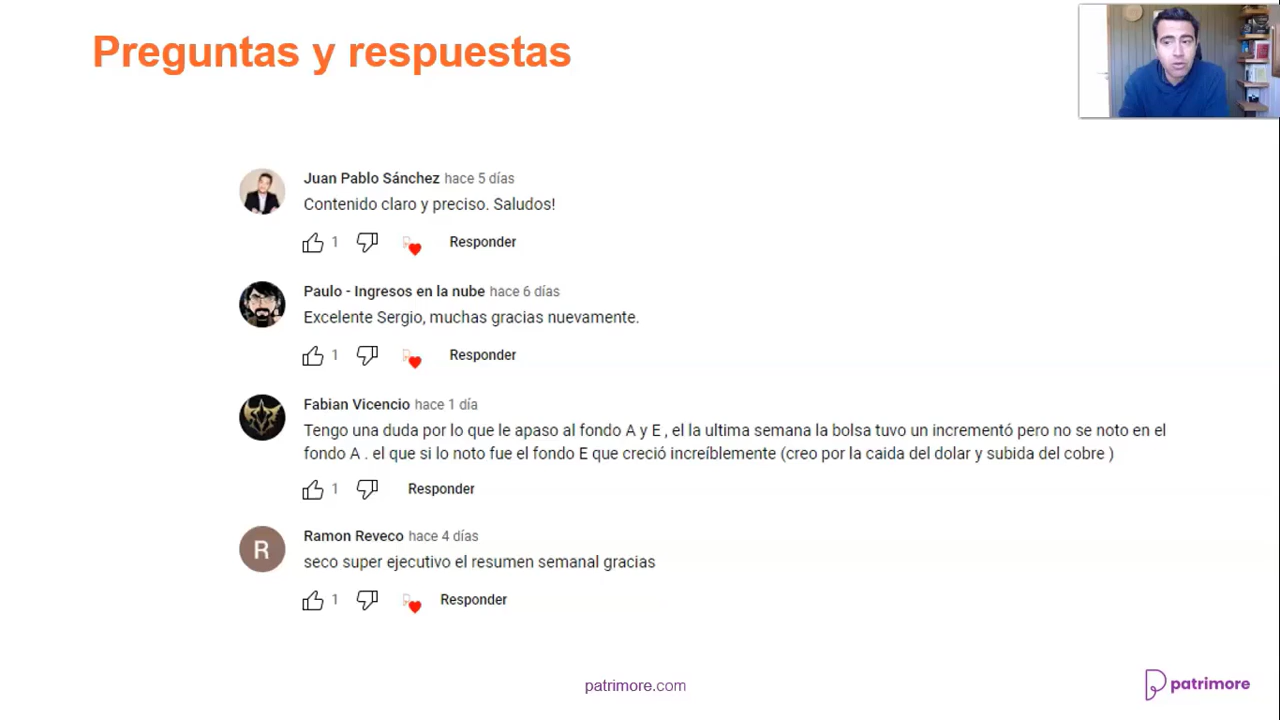 Preguntas y respuestas
Juan Pablo Sánchez hace 5 días
Contenido claro y preciso. Saludos!
1 Responder
Paulo - Ingresos en la nube hace 6 días
Excelente Sergio, muchas gracias nuevamente.
1 Responder
Fabian Vicencio hace 1 día
Tengo una duda por lo que le apaso al fondo A y E , el la ultima semana la bolsa tuvo un incrementó pero no se noto en el
fondo A . el que si lo noto fue el fondo E que creció increíblemente (creo por la caida del dolar y subida del cobre )
1 Responder
R
Ramon Reveco hace 4 días
seco super ejecutivo el resumen semanal gracias
1 Responder
patrimore.com
patrimore